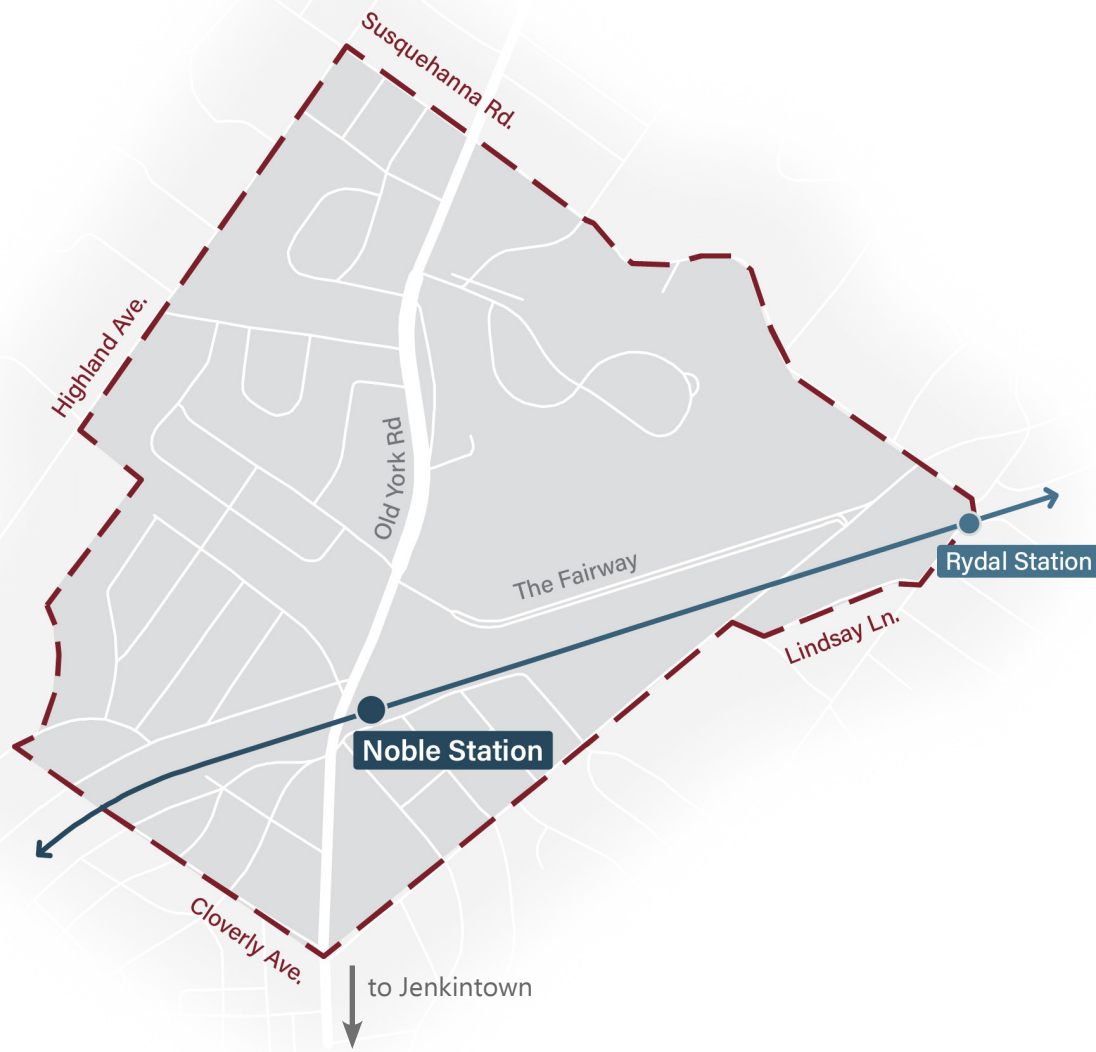 Susquehanna Rd.
Highland Ave.
Old York Rd
The Fairway
Rydal Station
Lindsay Ln.
Noble Station
Cloverly Ave.
to Jenkintown